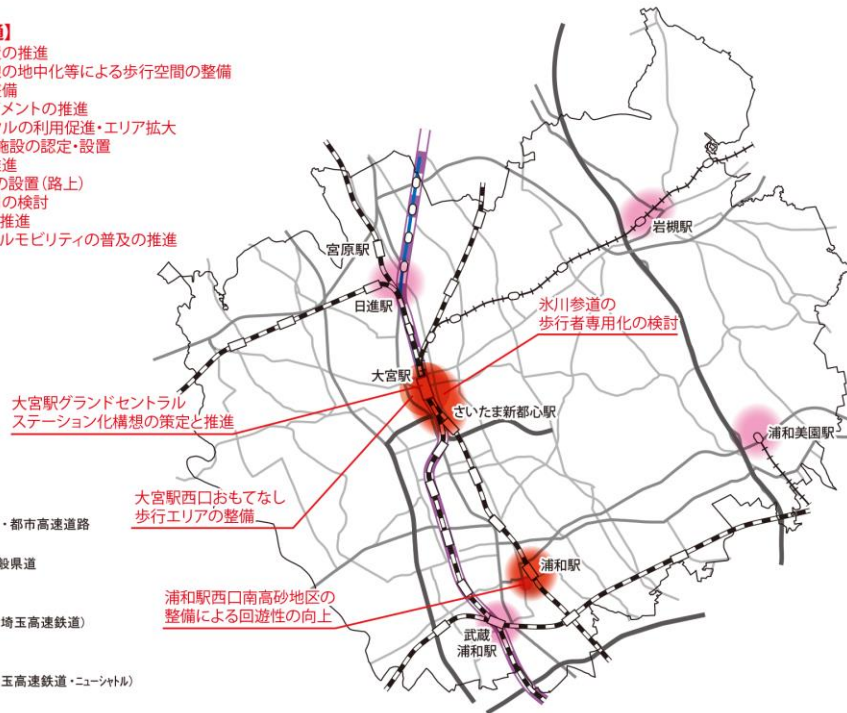 通】
の推進
の地中化等による歩行空間の整備
備
メントの推進
クルの利用促進・エリア拡大
施設の認定・設置
推進
の設置（路上）
の検討
推進
ルモビリティの普及の推進
宮原駅
日進駅
岩槻駅
氷川参道の
歩行者専用化の検討
大宮駅
さいたま新都心駅
大宮駅グランドセントラル
ステーション化構想の策定と推進
浦和美園駅
大宮駅西口おもてなし
歩行エリアの整備
・都市高速道路
般県道
浦和駅
浦和駅西口南高砂地区の
整備による回遊性の向上
埼玉高速鉄道）
武蔵
浦和駅
玉高速鉄道・ニューシャトル）